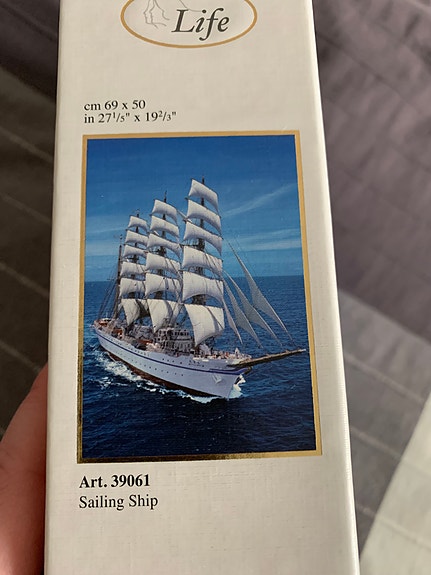 Life
cm 69 x 50
in 27¹/₅" x 19²/₃"
Art. 39061
Sailing Ship